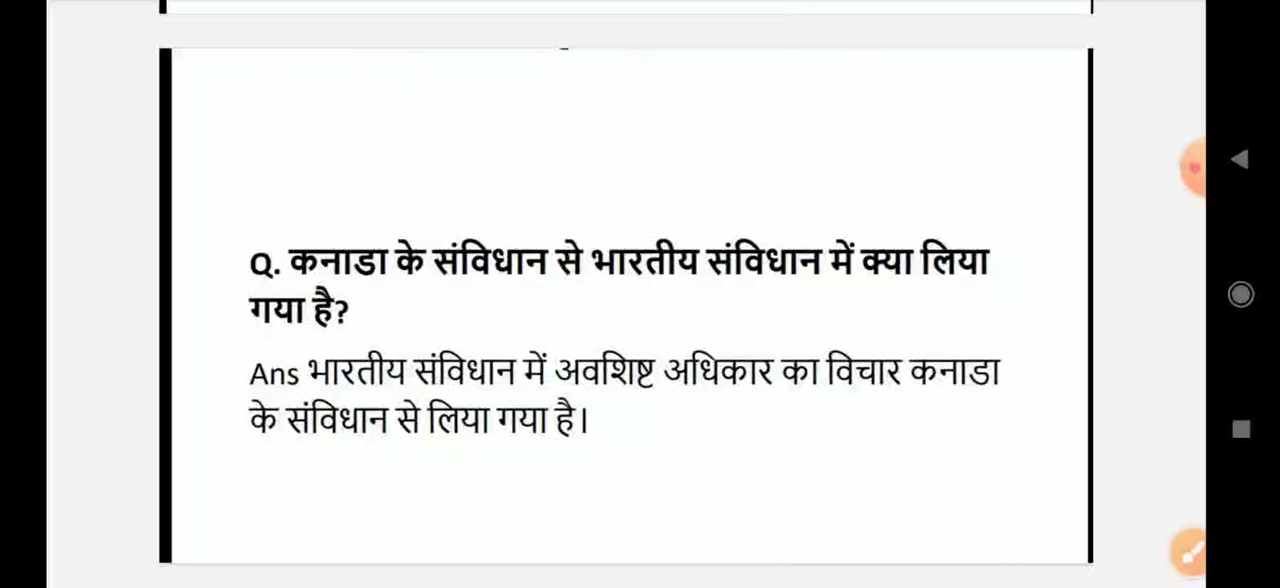 Q. कनाडा के संविधान से भारतीय संविधान में क्या लिया
गया है?
Ans भारतीय संविधान में अवशिष्ट अधिकार का विचार कनाडा
के संविधान से लिया गया है।